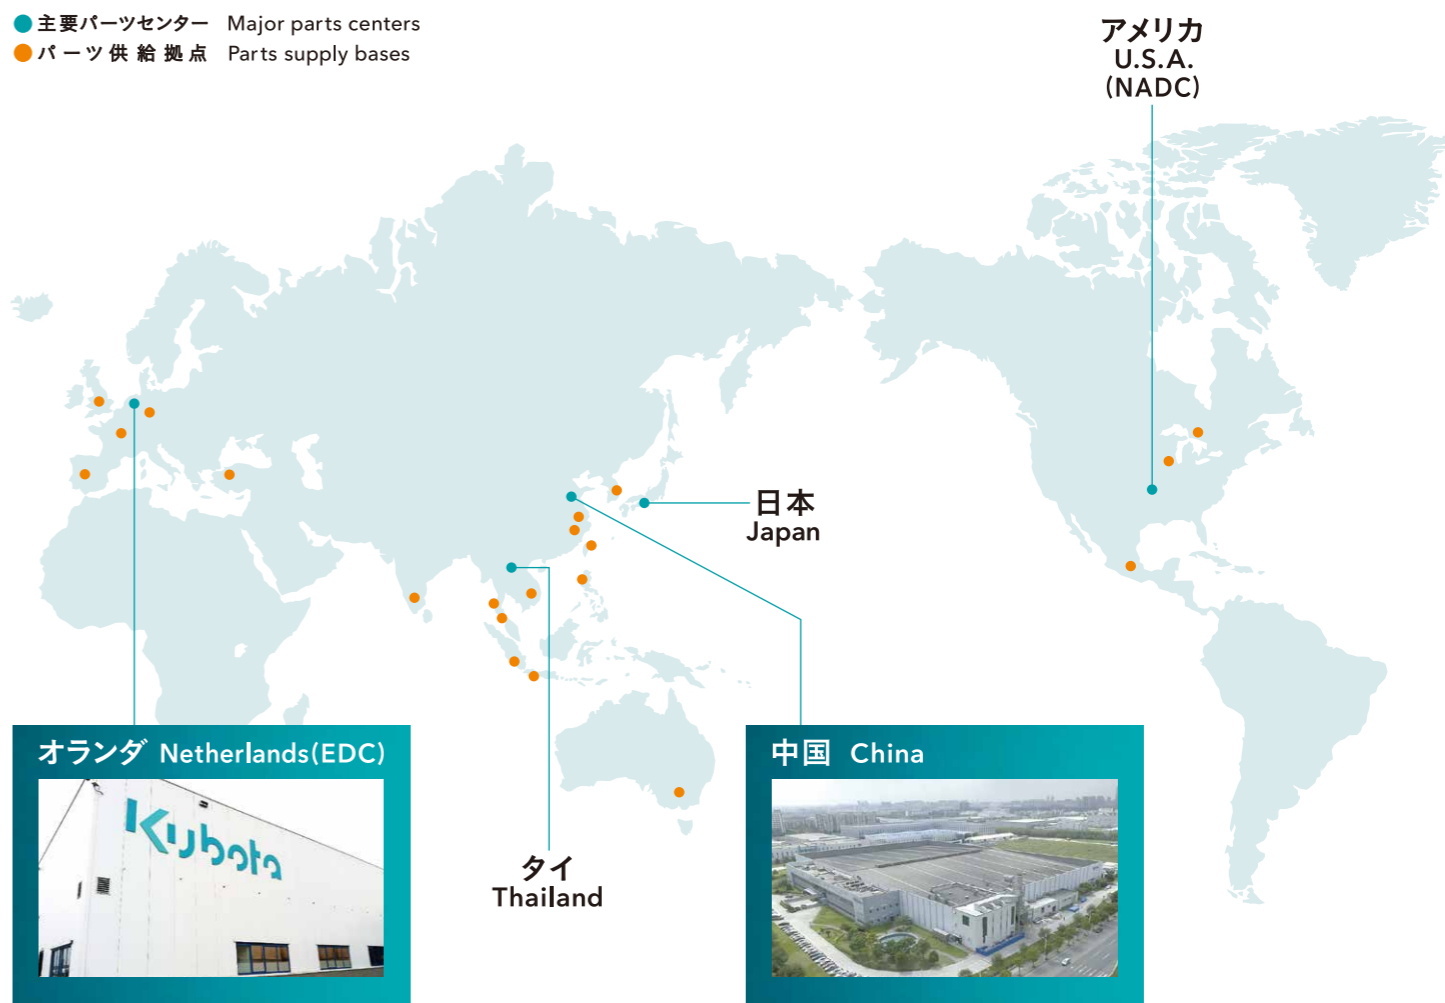 主要パーツセンター Major parts centers
パーツ供給拠点 Parts supply bases
アメリカ
U.S.A.
(NADC)
日本
Japan
オランダ Netherlands(EDC)
Kubota
タイ
Thailand
中国 China